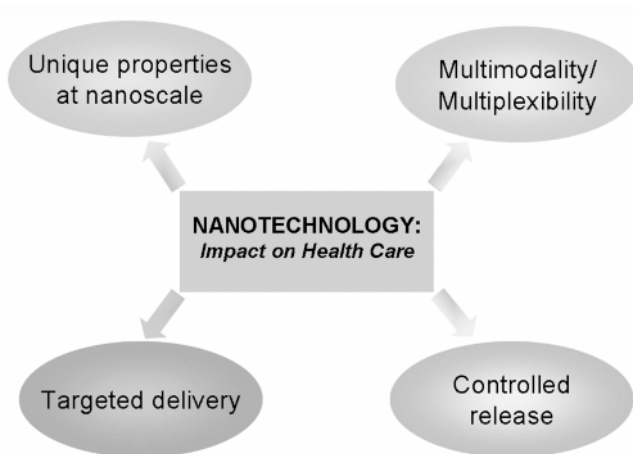 Unique properties
at nanoscale
Multimodality/
Multiplexibility
NANOTECHNOLOGY:
Impact on Health Care
Targeted delivery
Controlled
release